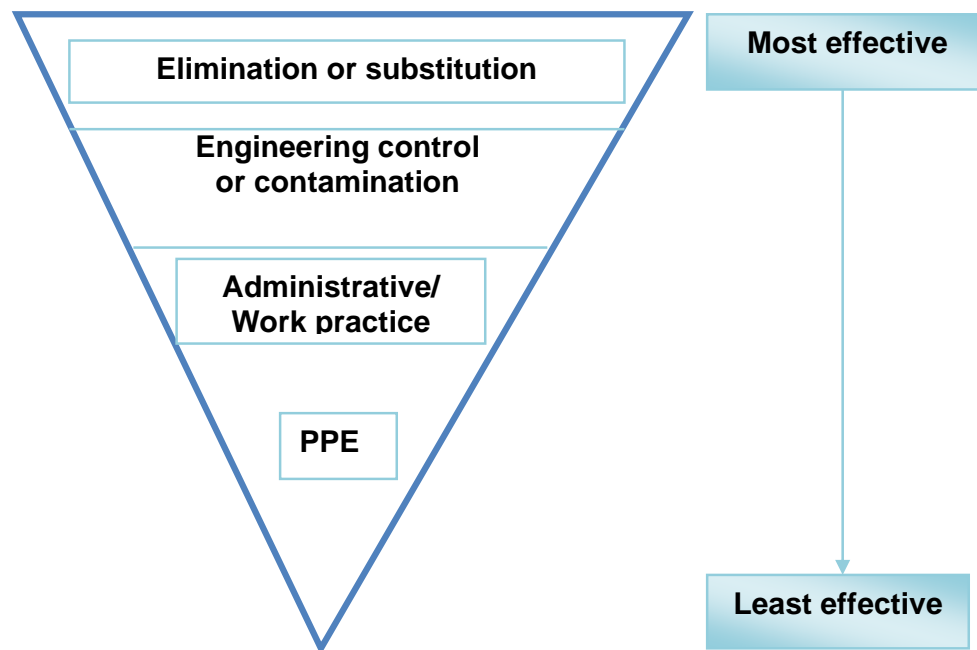 Most effective
Elimination or substitution
Engineering control
or contamination
Administrative/
Work practice
PPE
Least effective